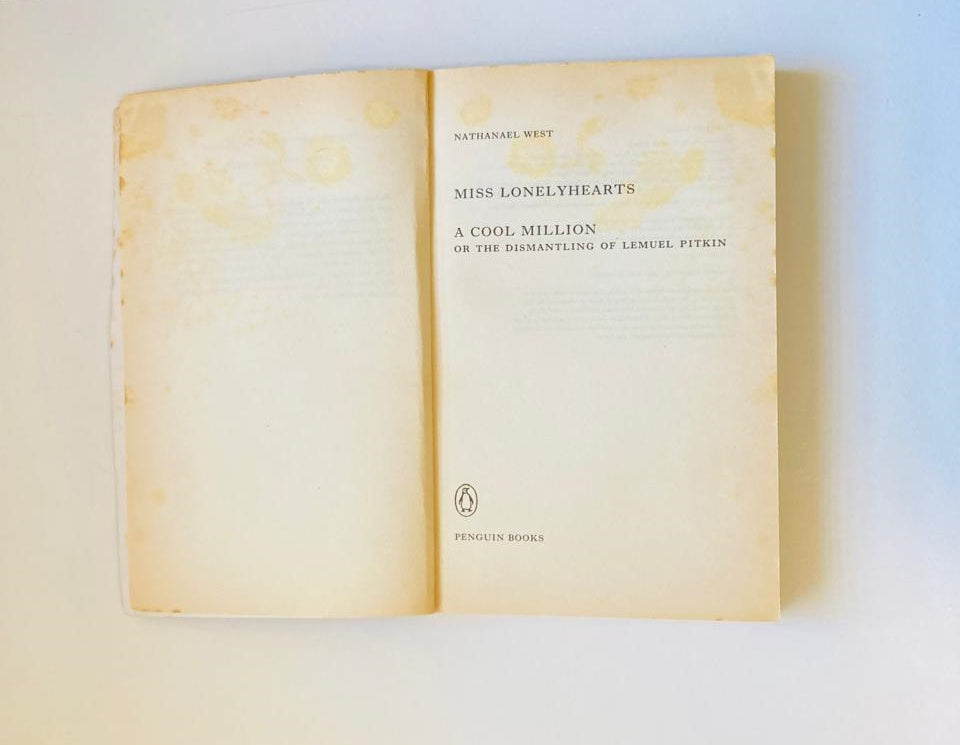 NATHANAEL WEST
MISS LONELYHEARTS
A COOL MILLION
OR THE DISMANTLING OF LEMUEL PITKIN
PENGUIN BOOKS